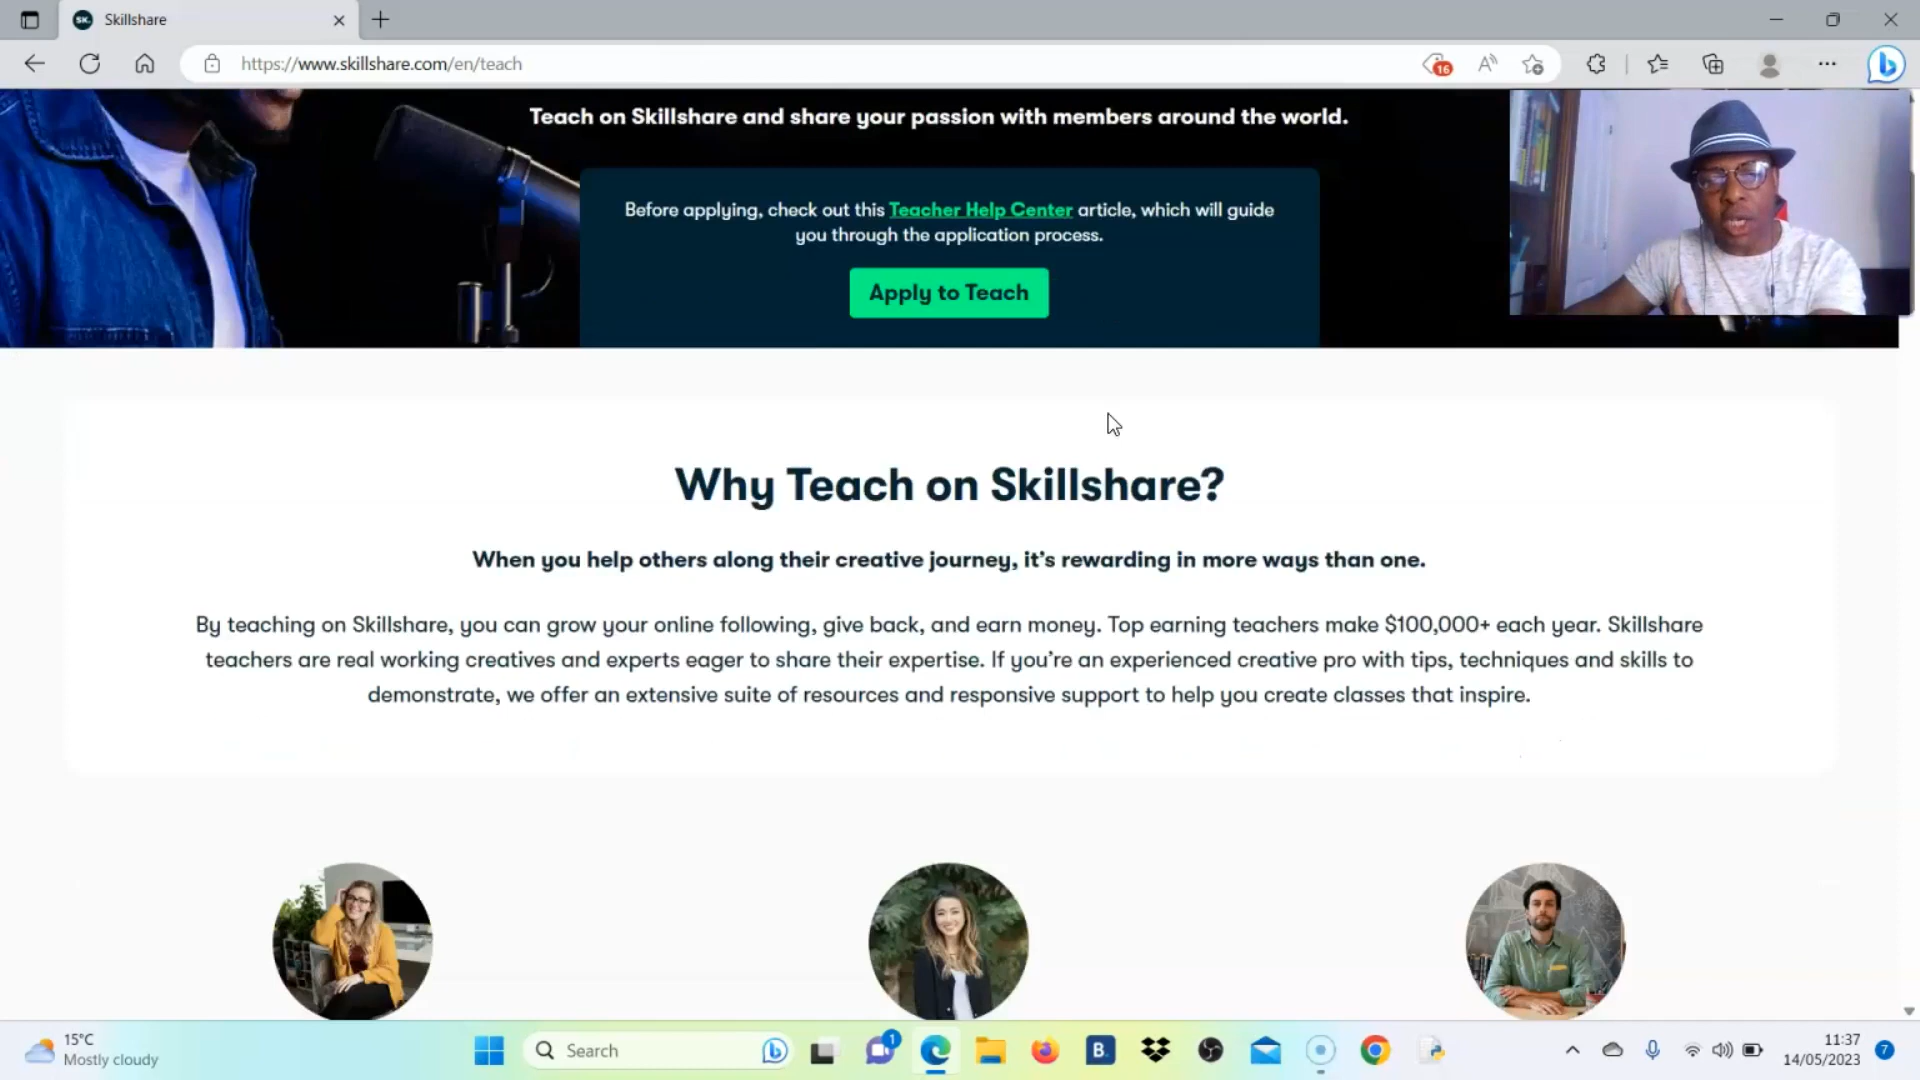 Skillshare
https://www.skillshare.com/en/teach
16
Teach on Skillshare and share your passion with members around the world.
Before applying, check out this Teacher Help Center article, which will guide
you through the application process.
Apply to Teach
Why Teach on Skillshare?
When you help others along their creative journey, it's rewarding in more ways than one.
By teaching on Skillshare, you can grow your online following, give back, and earn money. Top earning teachers make $100,000+ each year. Skillshare
teachers are real working creatives and experts eager to share their expertise. If you're an experienced creative pro with tips, techniques and skills to
demonstrate, we offer an extensive suite of resources and responsive support to help you create classes that inspire.
15°C
Mostly cloudy
Search
1
B.
11:37
14/05/2023
7